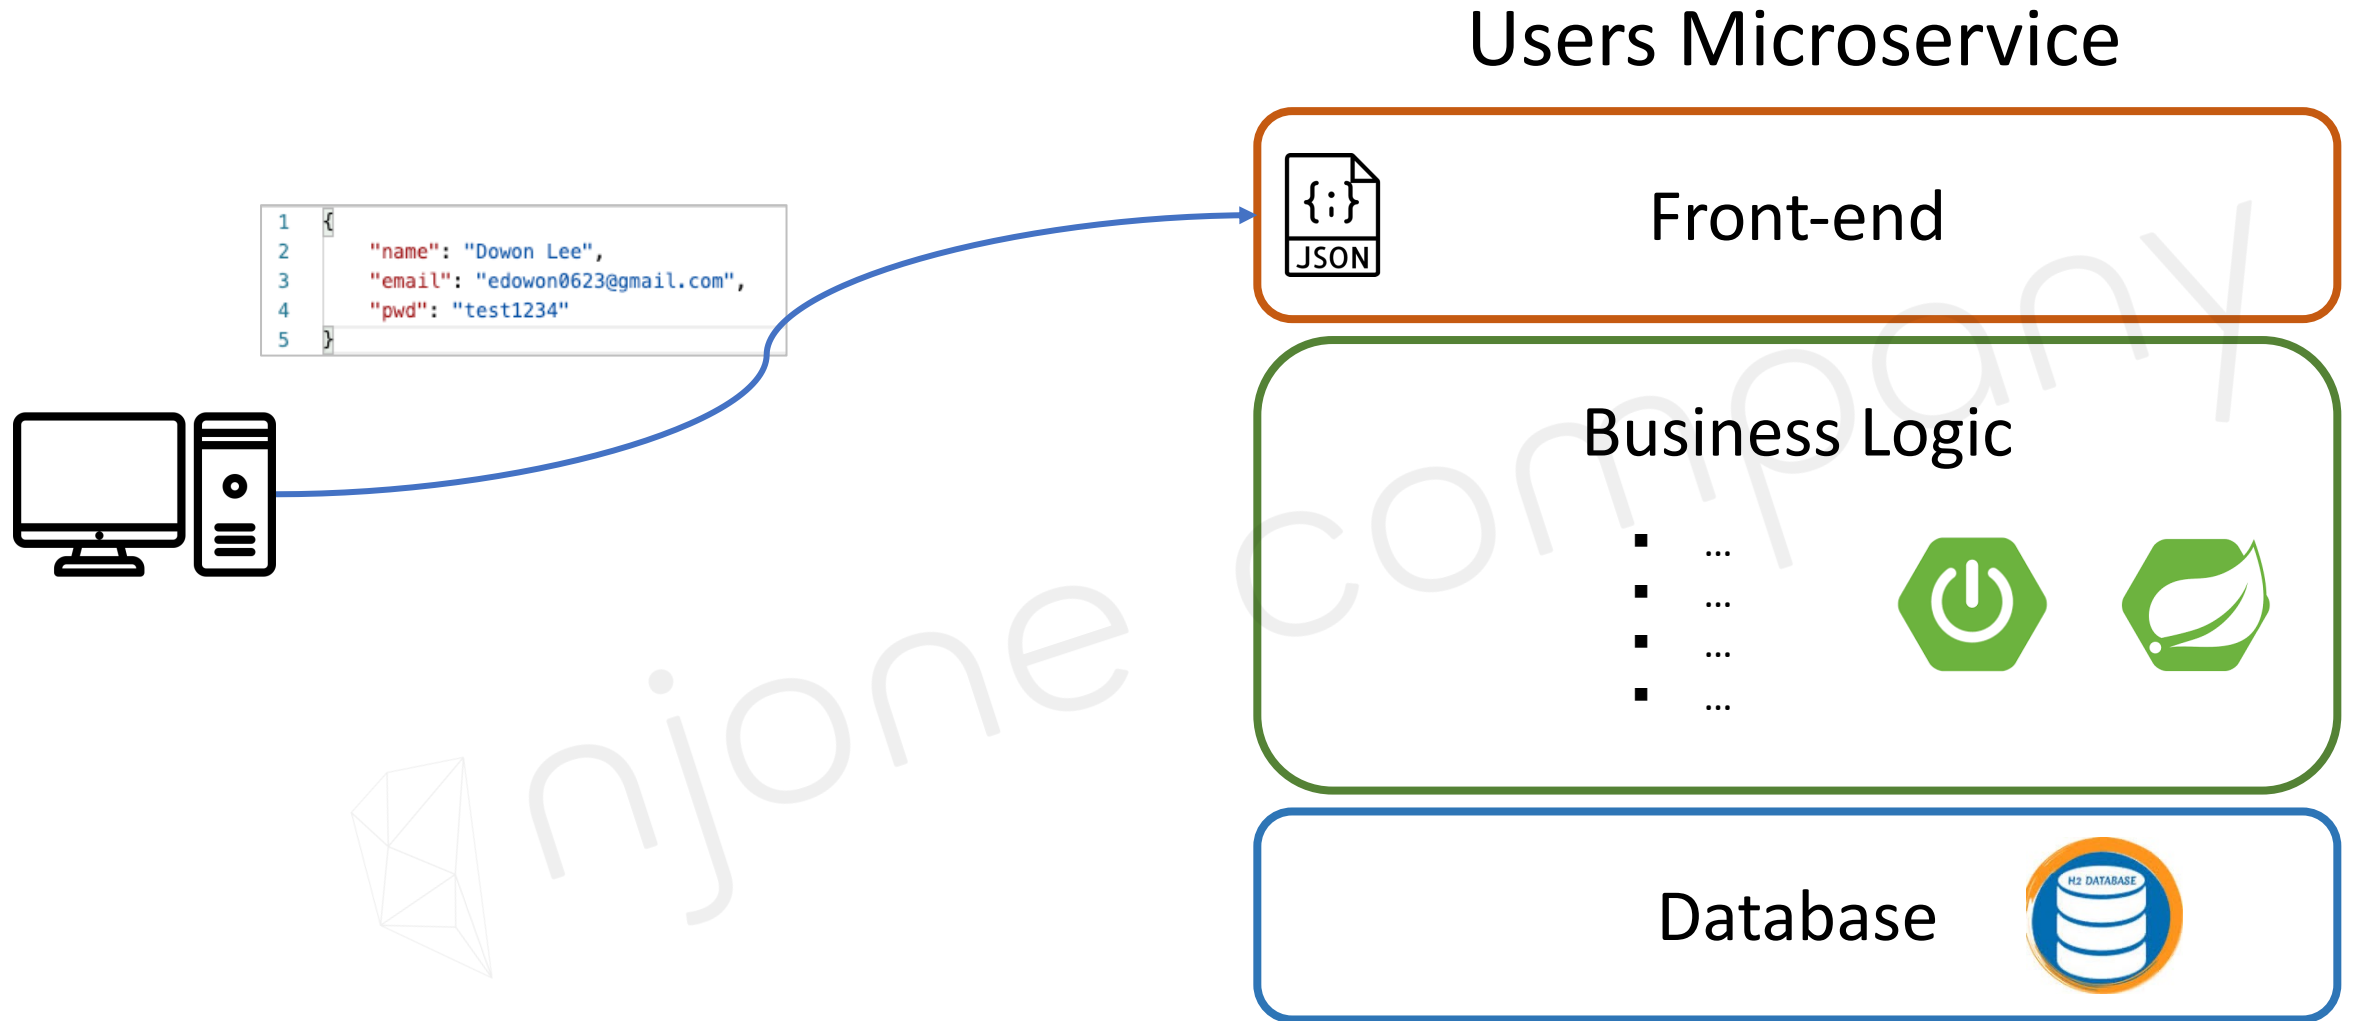 Users Microservice
1 {
2 "name": "Dowon Lee",
3 "email": "edowon0623@gmail.com",
4 "pwd": "test1234"
5 }
{;}
JSON
Front-end
Business Logic
▪ ...
▪ ...
▪ ...
▪ ...
Database
H2 DATABASE
njone company